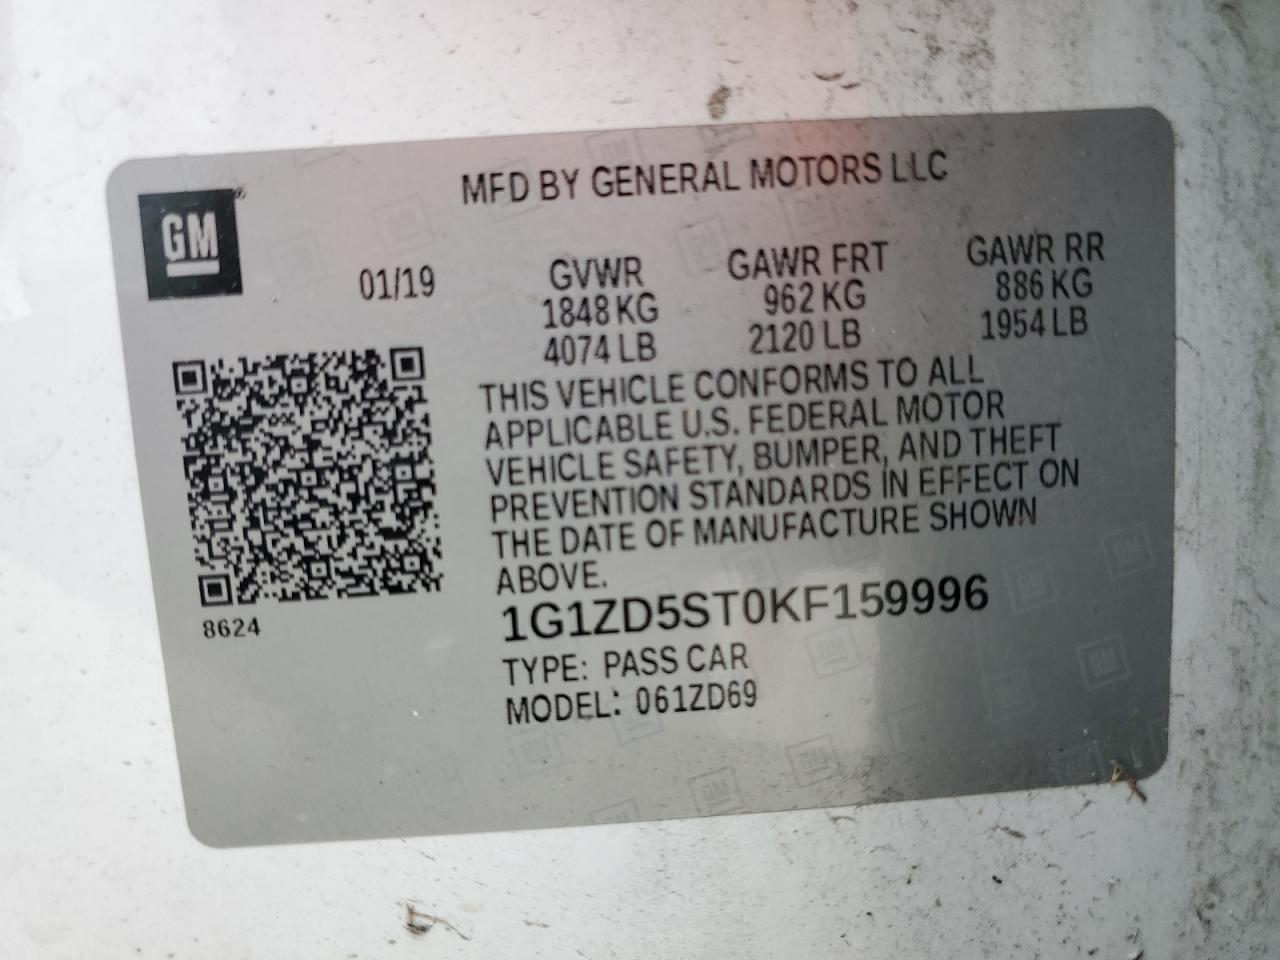 MFD BY GENERAL MOTORS LLC
GM
01/19
GVWR GAWR FRT GAWR RR
1848 KG 962 KG 886 KG
4074 LB 2120 LB 1954 LB
THIS VEHICLE CONFORMS TO ALL
APPLICABLE U.S. FEDERAL MOTOR
VEHICLE SAFETY, BUMPER, AND THEFT
PREVENTION STANDARDS IN EFFECT ON
THE DATE OF MANUFACTURE SHOWN
ABOVE.
8624
1G1ZD5ST0KF159996
TYPE: PASS CAR
MODEL: 061ZD69